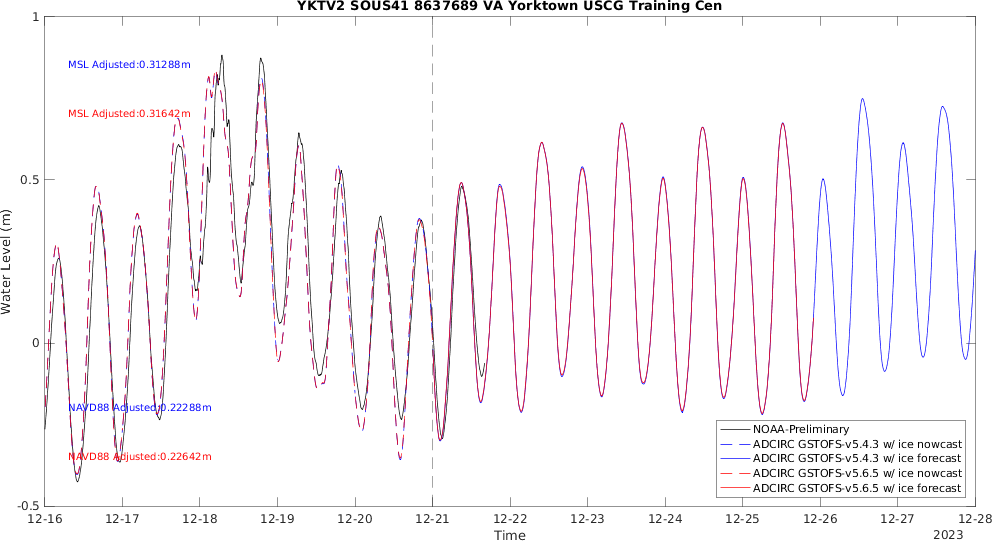 YKTV2 SOUS41 8637689 VA Yorktown USCG Training Cen
Water Level (m)
1
0.5
0
-0.5
MSL Adjusted:0.31288m
MSL Adjusted:0.31642m
NAVD88 Adjusted:0.22288m
NAVD88 Adjusted:0.22642m
NOAA-Preliminary
ADCIRC GSTOFS-v5.4.3 w/ ice nowcast
ADCIRC GSTOFS-v5.4.3 w/ ice forecast
ADCIRC GSTOFS-v5.6.5 w/ ice nowcast
ADCIRC GSTOFS-v5.6.5 w/ ice forecast
12-16 12-17 12-18 12-19 12-20 12-21 12-22 12-23 12-24 12-25 12-26 12-27 12-28
Time
2023